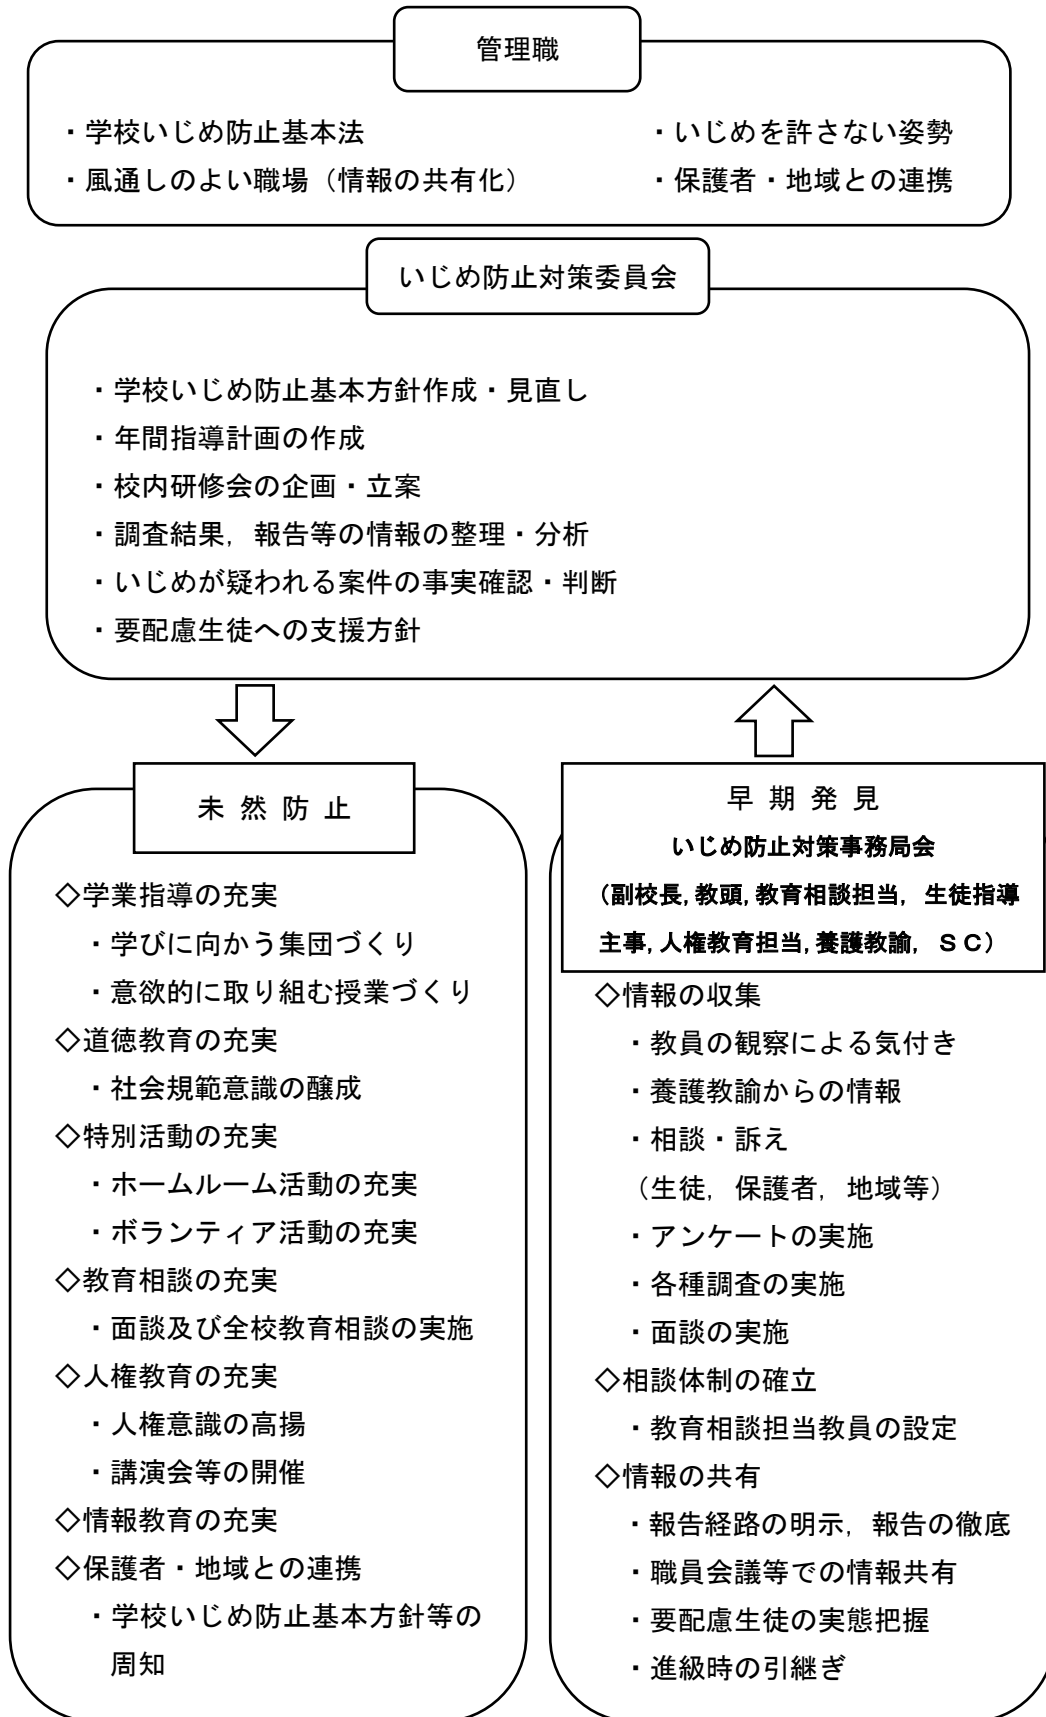 管理職
・学校いじめ防止基本法
・いじめを許さない姿勢
・風通しのよい職場（情報の共有化）
・保護者・地域との連携
いじめ防止対策委員会
・学校いじめ防止基本方針作成・見直し
・年間指導計画の作成
・校内研修会の企画・立案
・調査結果，報告等の情報の整理・分析
・いじめが疑われる案件の事実確認・判断
・要配慮生徒への支援方針
未 然 防 止
◇学業指導の充実
・学びに向かう集団づくり
・意欲的に取り組む授業づくり
◇道徳教育の充実
・社会規範意識の醸成
◇特別活動の充実
・ホームルーム活動の充実
・ボランティア活動の充実
◇教育相談の充実
・面談及び全校教育相談の実施
◇人権教育の充実
・人権意識の高揚
・講演会等の開催
◇情報教育の充実
◇保護者・地域との連携
・学校いじめ防止基本方針等の
周知
早 期 発 見
いじめ防止対策事務局会
（副校長,教頭,教育相談担当，生徒指導
主事,人権教育担当,養護教諭，ＳＣ）
◇情報の収集
・教員の観察による気付き
・養護教諭からの情報
・相談・訴え
（生徒，保護者，地域等）
・アンケートの実施
・各種調査の実施
・面談の実施
◇相談体制の確立
・教育相談担当教員の設定
◇情報の共有
・報告経路の明示，報告の徹底
・職員会議等での情報共有
・要配慮生徒の実態把握
・進級時の引継ぎ